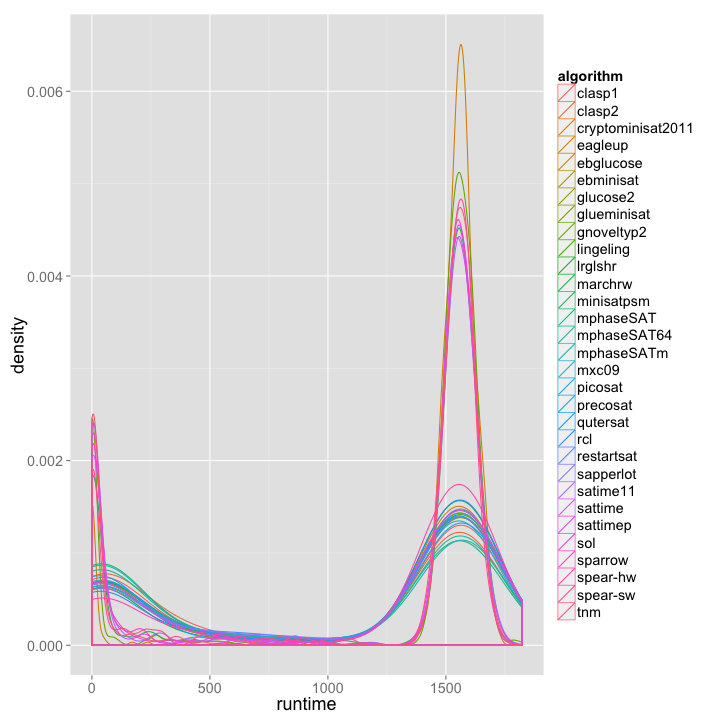 algorithm
clasp1
clasp2
cryptominisat2011
eagleup
ebglucose
ebminisat
glucose2
glueminisat
gnoveltyp2
lingeling
lrglshr
marchrw
minisatpsm
mphaseSAT
mphaseSAT64
mphaseSATm
mxc09
picosat
precosat
qutersat
rcl
restartsat
sapperlot
satime11
sattime
sattimep
sol
sparrow
spear-hw
spear-sw
tnm
density
0.006
0.004
0.002
0.000
0 500 1000 1500
runtime